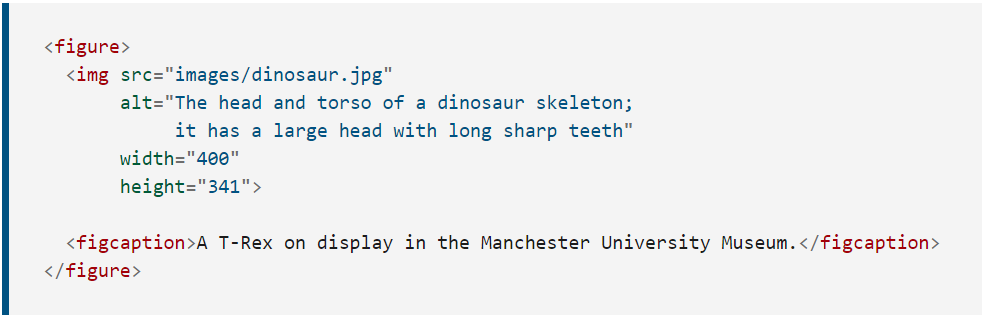 <figure>
<img src="images/dinosaur.jpg"
alt="The head and torso of a dinosaur skeleton;
it has a large head with long sharp teeth"
width="400"
height="341">
<figcaption>A T-Rex on display in the Manchester University Museum.</figcaption>
</figure>